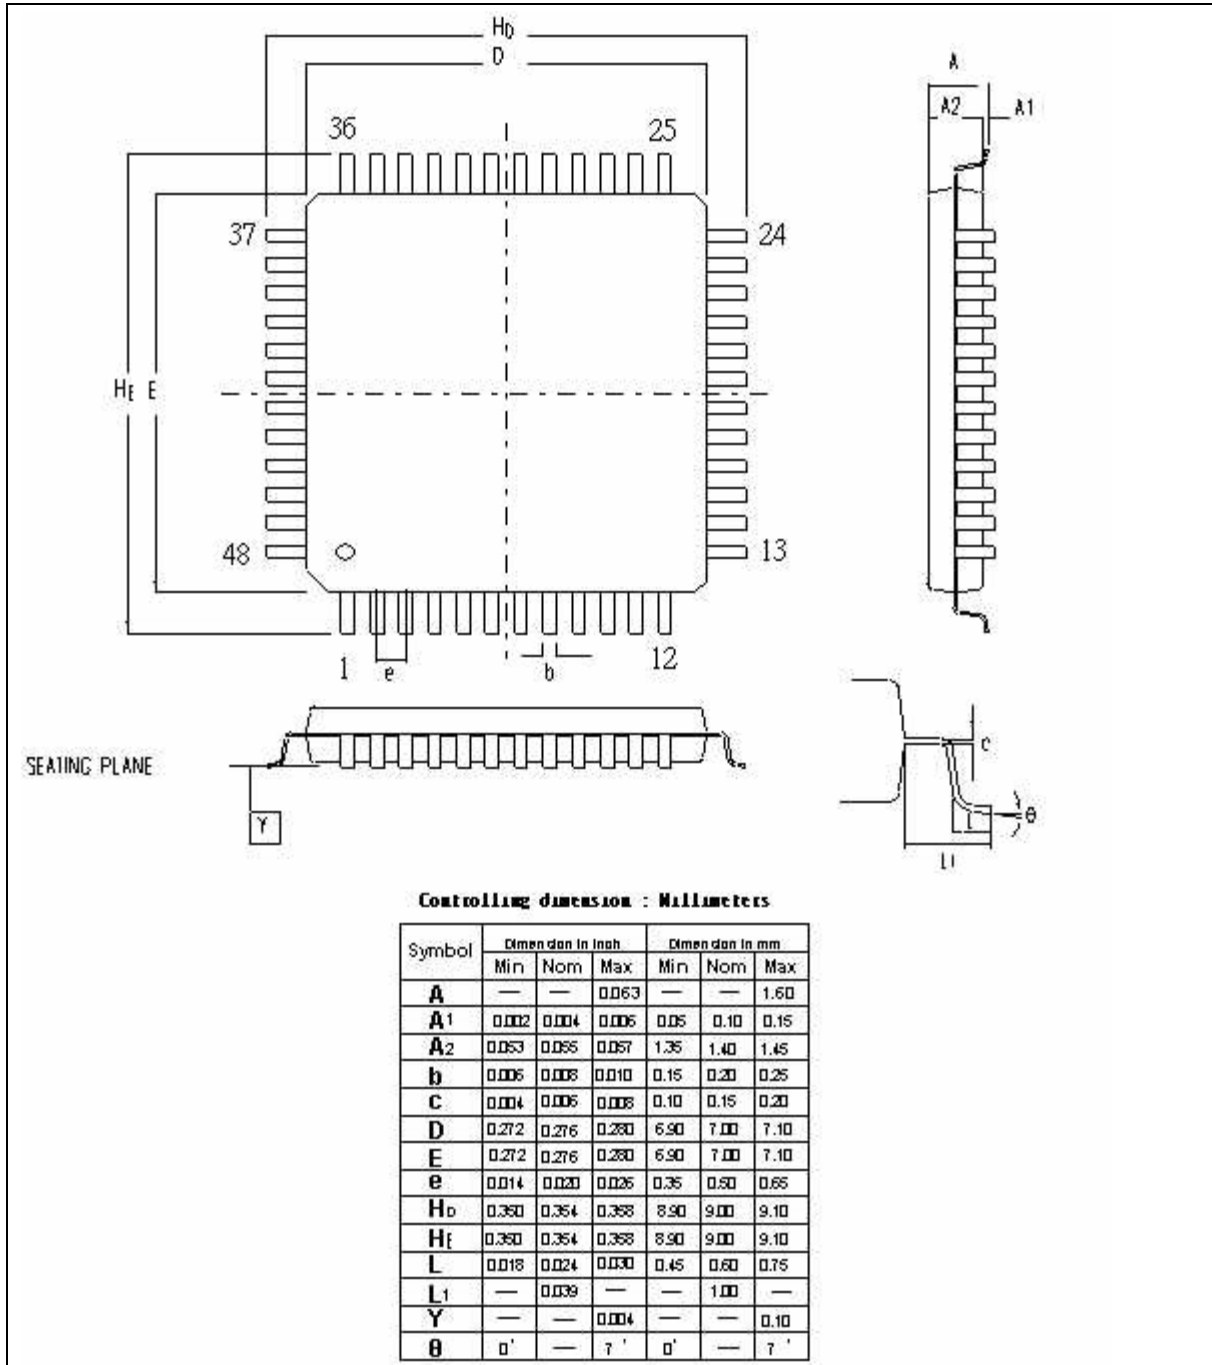 HD
D
A
A2 A1
36 25
37 24
HE E
48 13
1 e b 12
SEATING PLANE
Y
C
L θ
L1
Controlling dimension : Millimeters
Symbol Dimension in inch Dimension in mm
Min Nom Max Min Nom Max
A — — 0.063 — — 1.60
A1 0.002 0.004 0.006 0.05 0.10 0.15
A2 0.053 0.055 0.057 1.35 1.40 1.45
b 0.006 0.008 0.010 0.15 0.20 0.25
C 0.004 0.006 0.008 0.10 0.15 0.20
D 0.272 0.276 0.280 6.90 7.00 7.10
E 0.272 0.276 0.280 6.90 7.00 7.10
e 0.014 0.020 0.026 0.35 0.50 0.65
HD 0.350 0.354 0.358 8.90 9.00 9.10
HE 0.350 0.354 0.358 8.90 9.00 9.10
L 0.018 0.024 0.030 0.45 0.60 0.75
L1 — 0.039 — — 1.00 —
Y — — 0.004 — — 0.10
θ 0° — 7° 0° — 7°